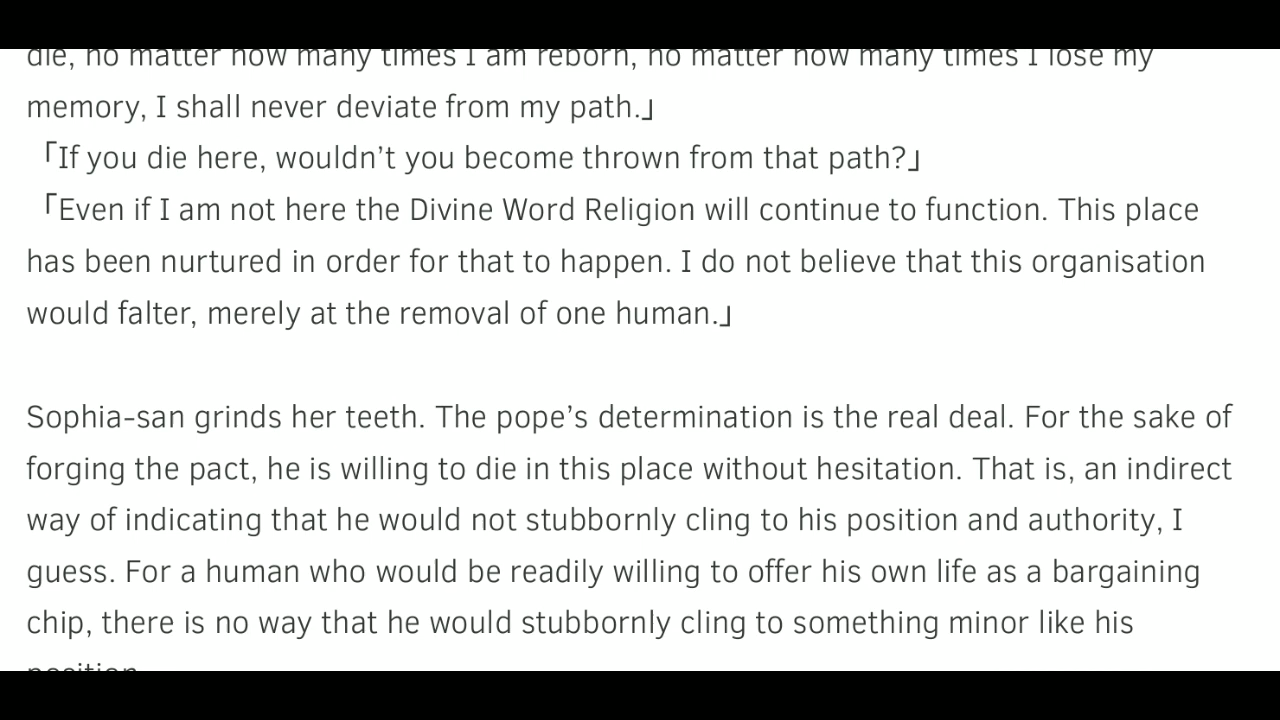 die, no matter how many times I am reborn, no matter how many times I lose my
memory, I shall never deviate from my path.」
「If you die here, wouldn’t you become thrown from that path?」
「Even if I am not here the Divine Word Religion will continue to function. This place
has been nurtured in order for that to happen. I do not believe that this organisation
would falter, merely at the removal of one human.」
Sophia-san grinds her teeth. The pope’s determination is the real deal. For the sake of
forging the pact, he is willing to die in this place without hesitation. That is, an indirect
way of indicating that he would not stubbornly cling to his position and authority, I
guess. For a human who would be readily willing to offer his own life as a bargaining
chip, there is no way that he would stubbornly cling to something minor like his
position.